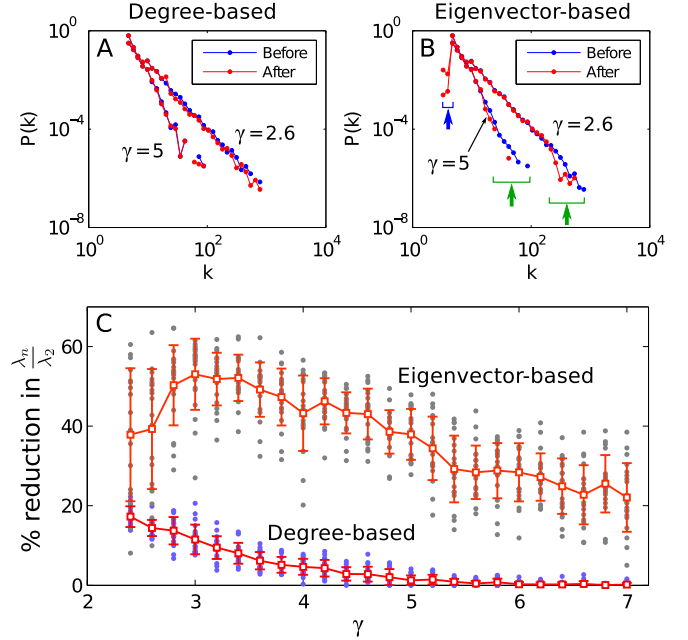 Degree-based
Eigenvector-based
A
Before
After
P(k)
10^0
10^-4
10^-8
γ=5
γ=2.6
10^0
10^2
10^4
k
B
Before
After
P(k)
10^0
10^-4
10^-8
γ=5
γ=2.6
10^0
10^2
10^4
k
C
% reduction in λn/λ2
60
40
20
0
Eigenvector-based
Degree-based
2
3
4
5
6
7
γ